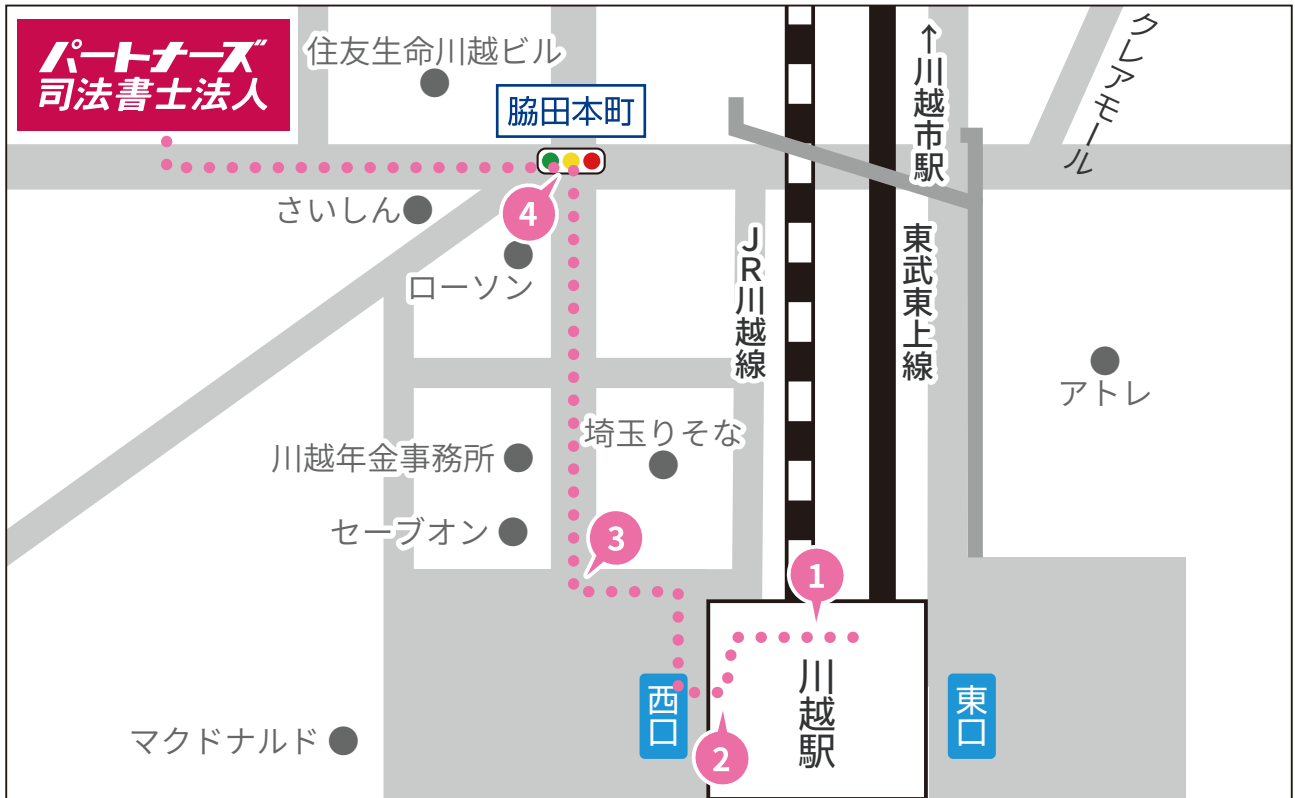 パートナーズ
司法書士法人
住友生命川越ビル
脇田本町
↑川越市駅
クレアモール
さいしん
4
ローソン
JR川越線
東武東上線
アトレ
川越年金事務所
埼玉りそな
セーブオン
3
1
川越駅
西口
東口
2
マクドナルド